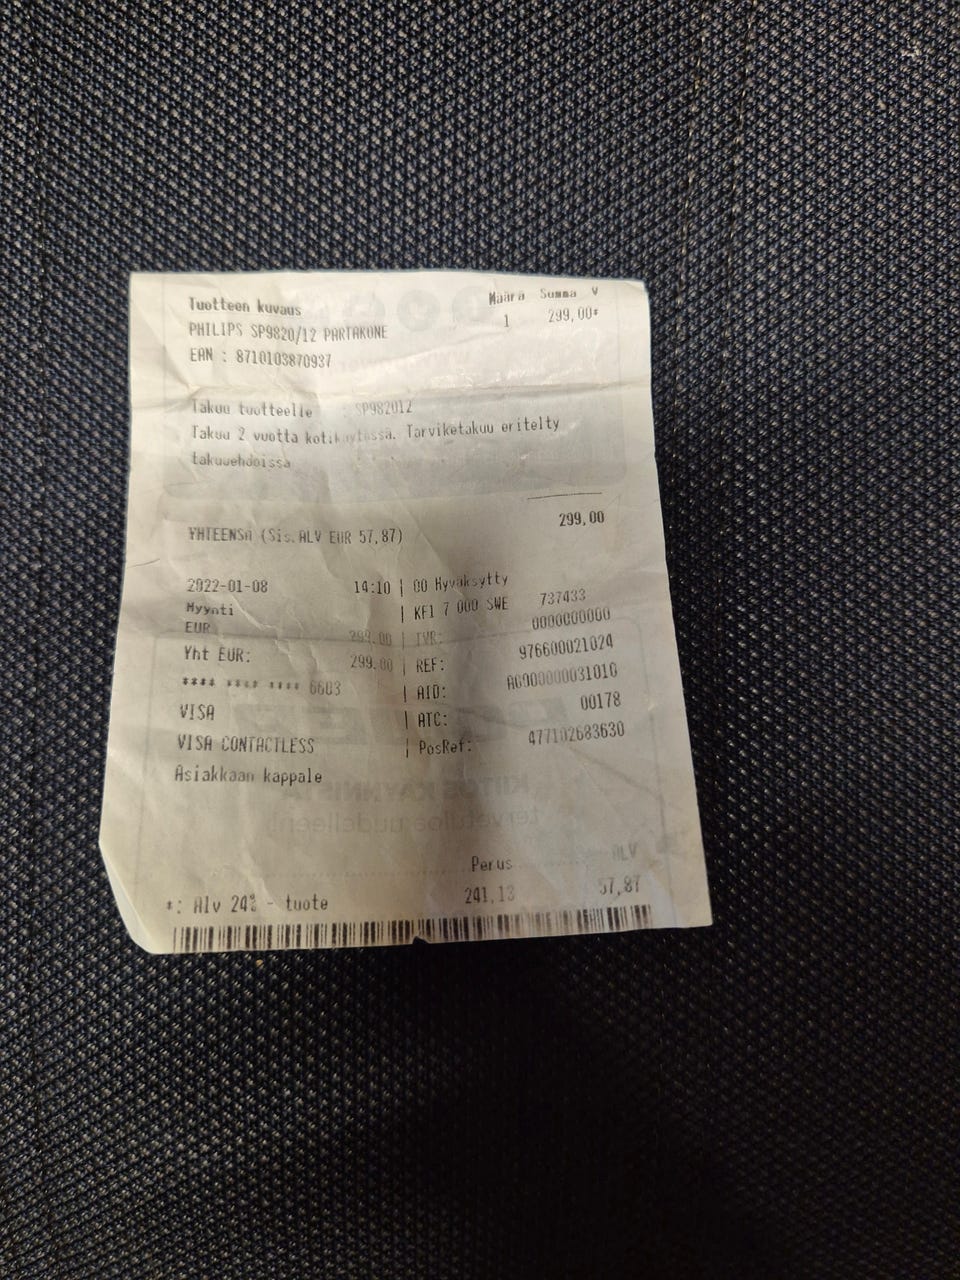 Tuotteen kuvaus Määrä Summa V
PHILIPS SP9820/12 PARTAKONE 1 299,00*
EAN : 8710103870937
Takuu tuotteelle : SP982012
Takuu 2 vuotta kotikäytössä. Tarviketakuu eritelty
takuuehdoissa
299,00
YHTEENSÄ (Sis.ALV EUR 57,87)
2022-01-08 14:10 | 00 Hyväksytty
Myynti | KF1 7 000 SWE 737433
EUR 299.00 | TVR: 0000000000
Yht EUR: 299.00 | REF: 976600021024
**** **** **** 6603 | AID: A0000000031010
VISA | ATC: 00178
VISA CONTACTLESS | PosRef: 477102683630
Asiakkaan kappale
KIITOS KÄYNNISTÄ
tervetuloa uudelleen!
Perus ALV
*: Alv 24% - tuote 241,13 57,87